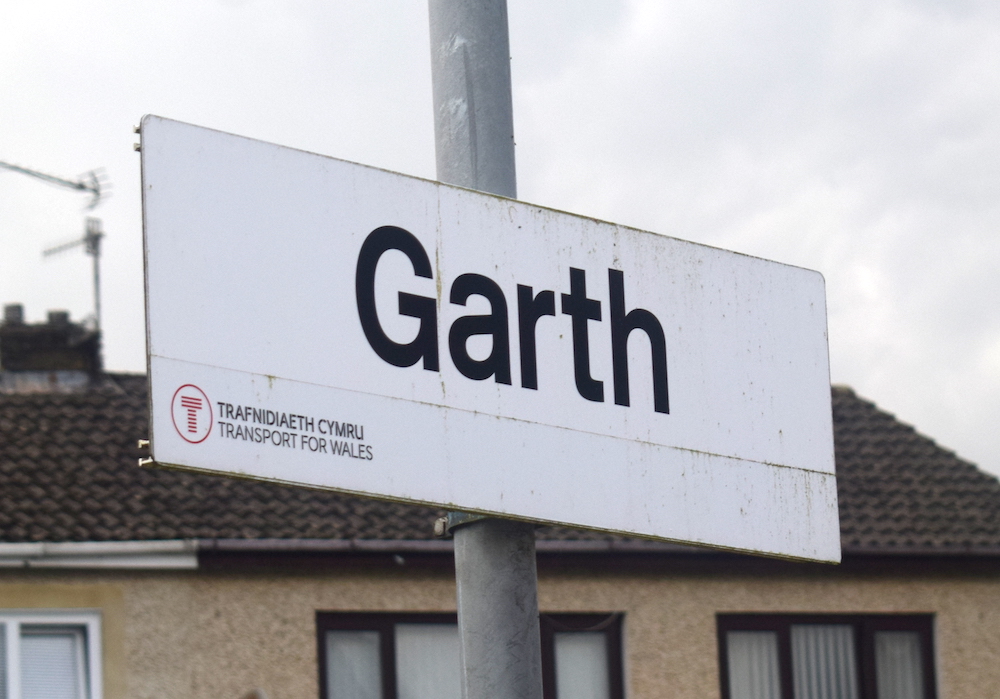 Garth
TRAFNIDIAETH CYMRU
TRANSPORT FOR WALES